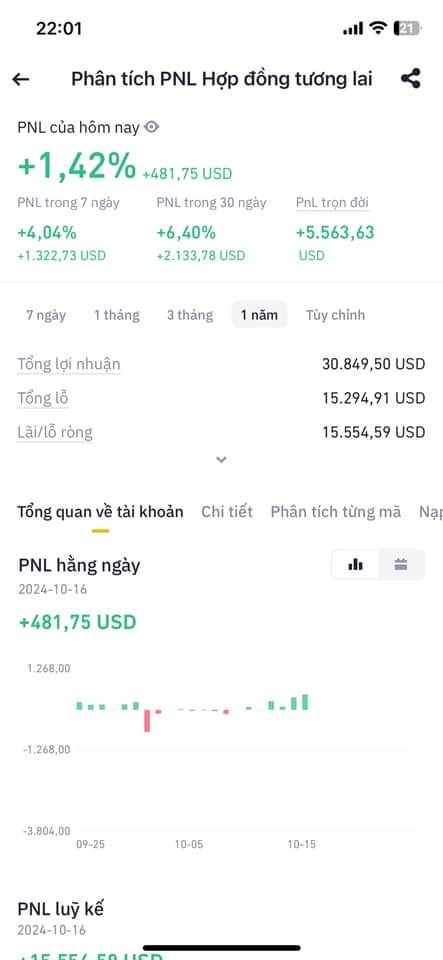 22:01
21
Phân tích PNL Hợp đồng tương lai
PNL của hôm nay
+1,42% +481,75 USD
PNL trong 7 ngày PNL trong 30 ngày PnL trọn đời
+4,04% +6,40% +5.563,63
+1.322,73 USD +2.133,78 USD USD
7 ngày 1 tháng 3 tháng 1 năm Tùy chỉnh
Tổng lợi nhuận 30.849,50 USD
Tổng lỗ 15.294,91 USD
Lãi/lỗ ròng 15.554,59 USD
Tổng quan về tài khoản Chi tiết Phân tích từng mã Nạp
PNL hằng ngày
2024-10-16
+481,75 USD
1.268,00
-1.268,00
-3.804,00
09-25 10-05 10-15
PNL luỹ kế
2024-10-16
+15.554,59 USD